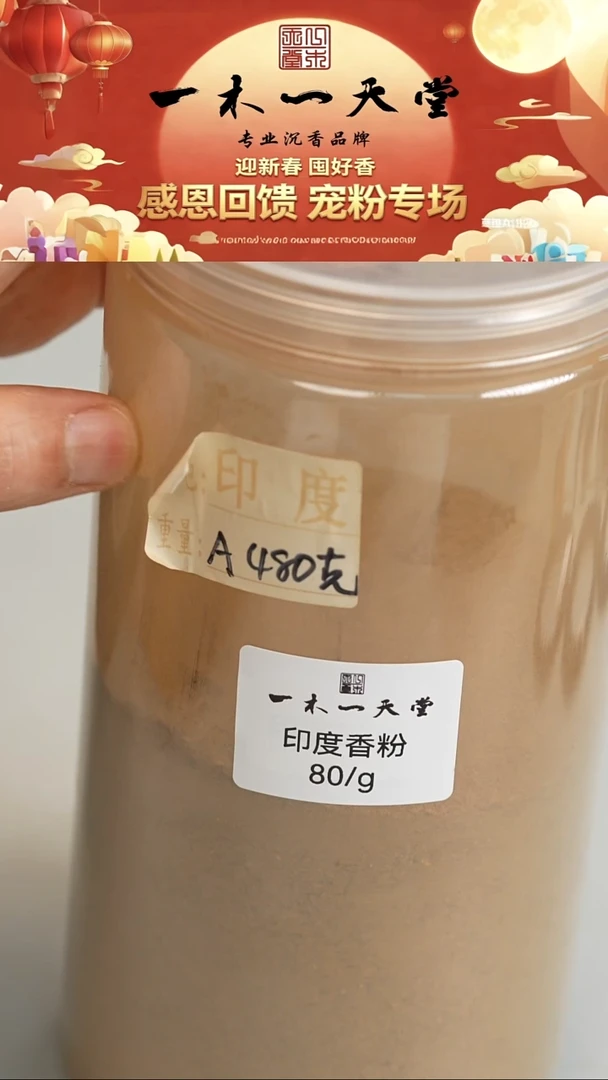 一木一天堂
专业沉香品牌
迎新春 囤好香
感恩回馈 宠粉专场
印度
重量:
A 480克
一木一天堂
印度香粉
80/g